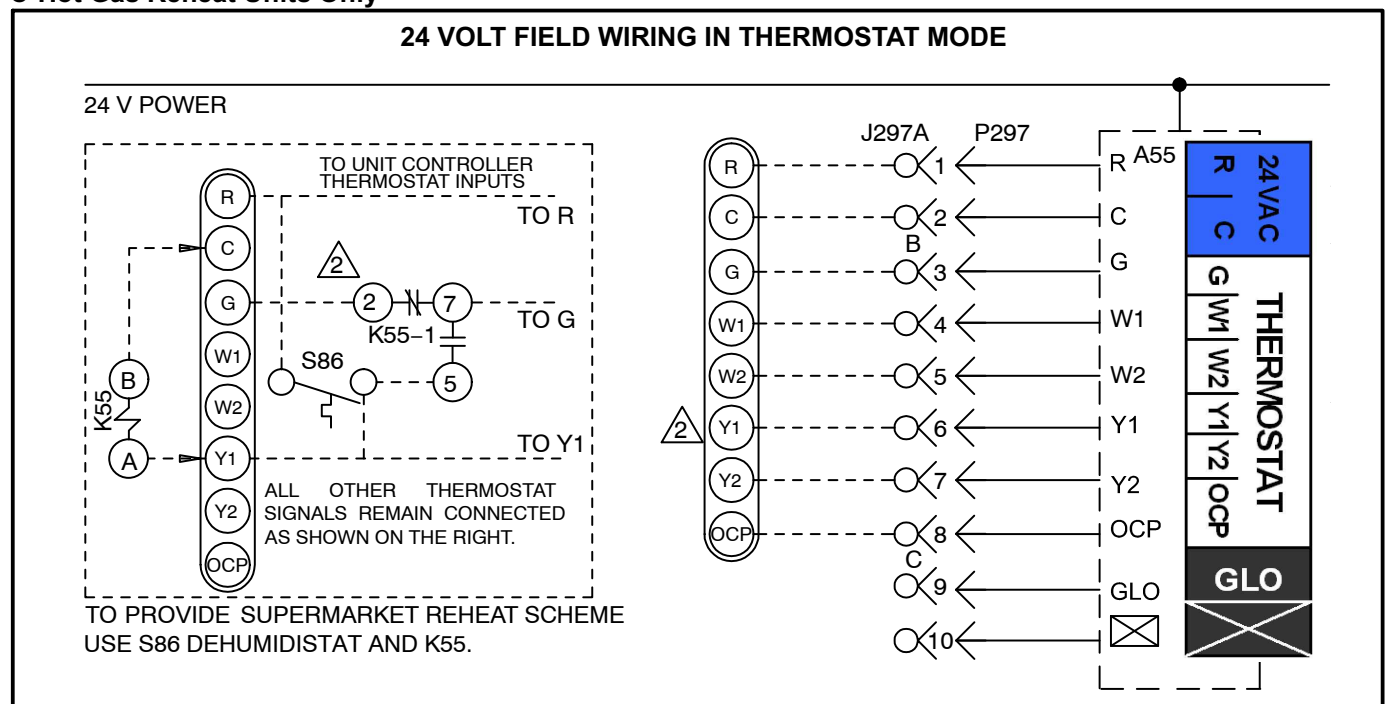 3 Hot Gas Reheat Units Only
24 VOLT FIELD WIRING IN THERMOSTAT MODE
24 V POWER
TO UNIT CONTROLLER
THERMOSTAT INPUTS
R
TO R
C
2
G
2
7
TO G
K55-1
W1
S86
B
5
K55
W2
A
Y1
TO Y1
Y2
OCP
ALL OTHER THERMOSTAT
SIGNALS REMAIN CONNECTED
AS SHOWN ON THE RIGHT.
TO PROVIDE SUPERMARKET REHEAT SCHEME
USE S86 DEHUMIDISTAT AND K55.
J297A P297
R 1 R A55
C 2 C
B
G 3 G
W1 4 W1
W2 5 W2
2 Y1 6 Y1
Y2 7 Y2
OCP 8 OCP
C
9 GLO
10
24VAC
R C
THERMOSTAT
G W1 W2 Y1 Y2 OCP
GLO